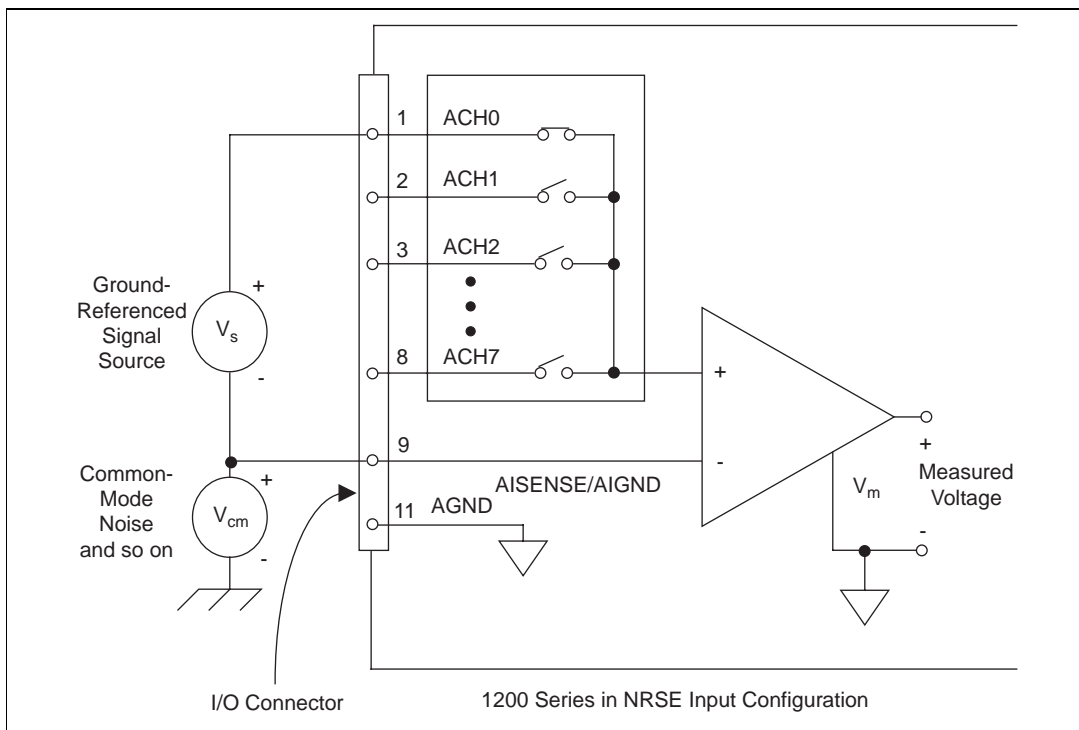 1 ACH0
2 ACH1
3 ACH2
Ground-
Referenced
Signal
Source
+
Vs
-
8 ACH7
+
-
9
AISENSE/AIGND
Common-
Mode
Noise
and so on
+
Vcm
-
11 AGND
+
Measured
Voltage
Vm
-
I/O Connector
1200 Series in NRSE Input Configuration